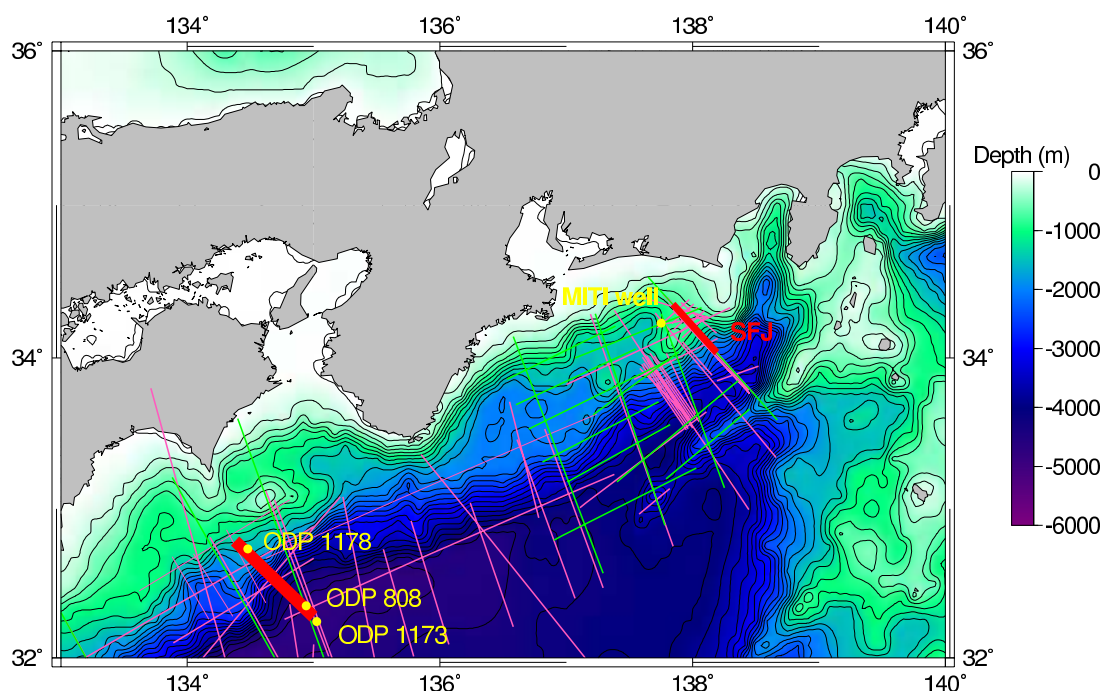 134° 136° 138° 140°
36° 36°
Depth (m)
0
-1000
-2000
-3000
-4000
-5000
-6000
MITI well
SFJ
34° 34°
ODP 1178
ODP 808
ODP 1173
32° 32°
134° 136° 138° 140°